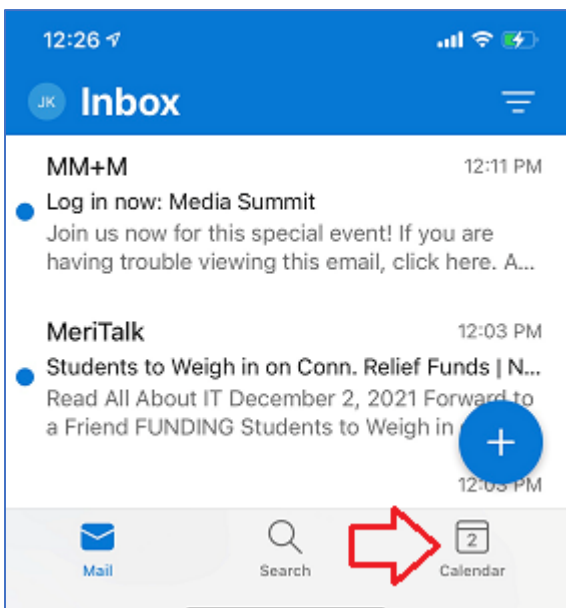 12:26
JK Inbox
MM+M 12:11 PM
Log in now: Media Summit
Join us now for this special event! If you are
having trouble viewing this email, click here. A...
MeriTalk 12:03 PM
Students to Weigh in on Conn. Relief Funds | N...
Read All About IT December 2, 2021 Forward to
a Friend FUNDING Students to Weigh in
+
12:03 PM
2
Mail Search Calendar